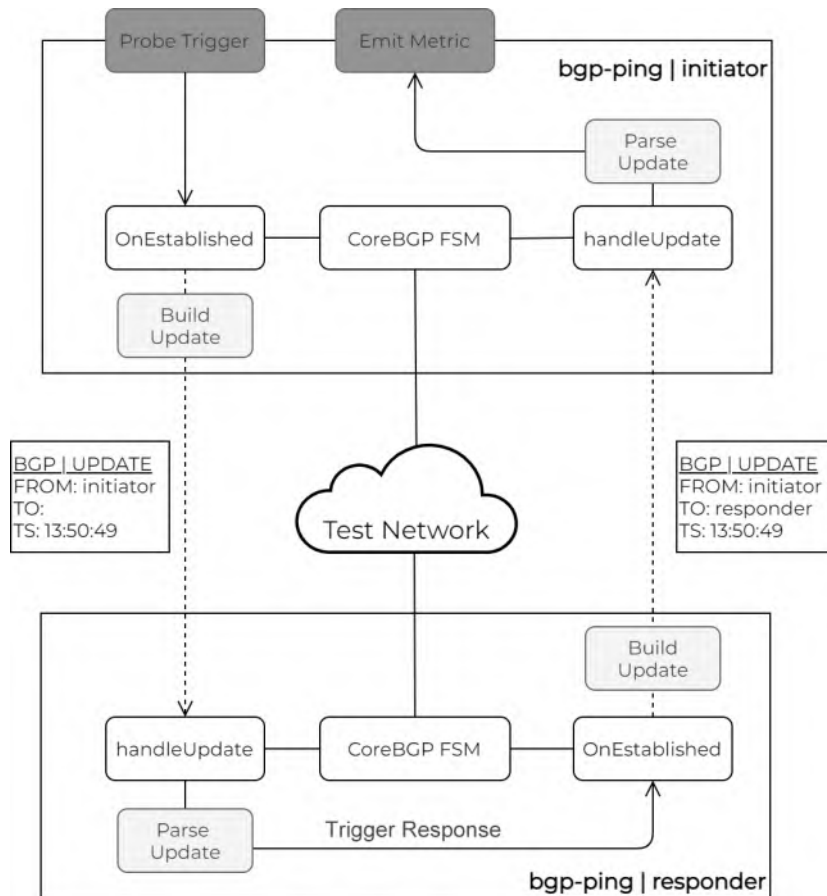 Probe Trigger
Emit Metric
bgp-ping | initiator
Parse
Update
OnEstablished
CoreBGP FSM
handleUpdate
Build
Update
BGP | UPDATE
FROM: initiator
TO:
TS: 13:50:49
BGP | UPDATE
FROM: initiator
TO: responder
TS: 13:50:49
Test Network
Build
Update
handleUpdate
CoreBGP FSM
OnEstablished
Parse
Update
Trigger Response
bgp-ping | responder